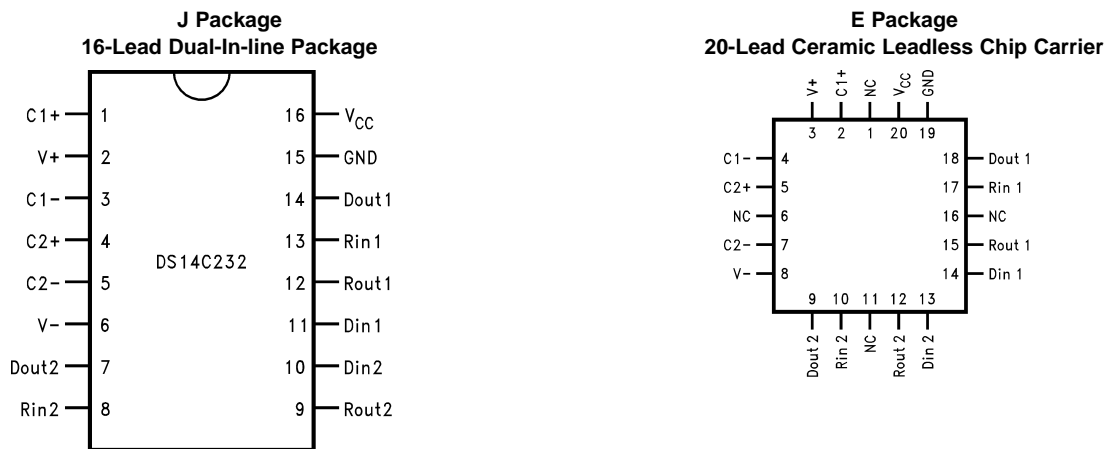 J Package
16-Lead Dual-In-line Package
C1+ 1 16 VCC
V+ 2 15 GND
C1- 3 14 Dout1
C2+ 4 13 Rin1
DS14C232
C2- 5 12 Rout1
V- 6 11 Din1
Dout2 7 10 Din2
Rin2 8 9 Rout2
E Package
20-Lead Ceramic Leadless Chip Carrier
V+ C1+ NC VCC GND
3 2 1 20 19
C1- 4 18 Dout 1
C2+ 5 17 Rin 1
NC 6 16 NC
C2- 7 15 Rout 1
V- 8 14 Din 1
9 10 11 12 13
Dout 2 Rin 2 NC Rout 2 Din 2